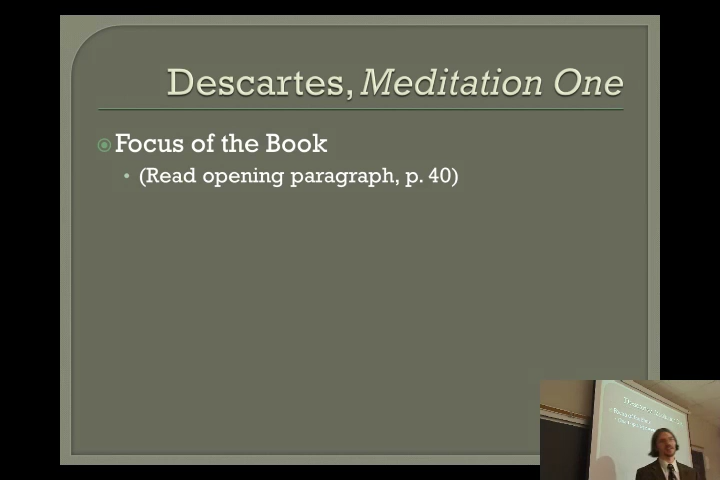 Descartes, Meditation One
Focus of the Book
(Read opening paragraph, p. 40)